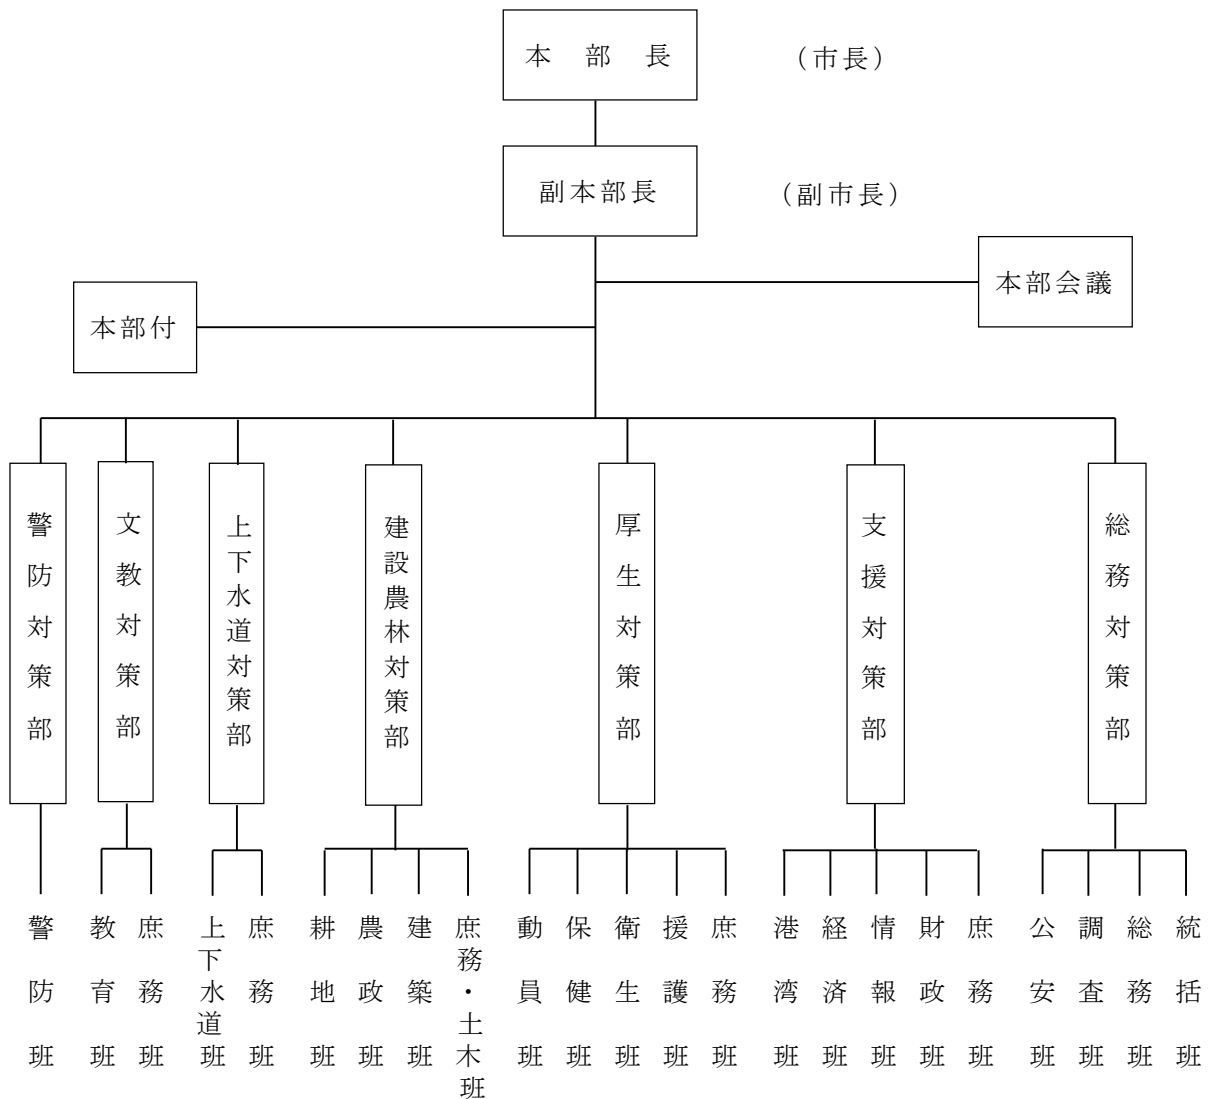 本部長
（市長）
副本部長
（副市長）
本部会議
本部付
総務対策部
支援対策部
厚生対策部
建設農林対策部
上下水道対策部
文教対策部
警防対策部
統括班
総務班
調査班
公安班
庶務班
財政班
情報班
経済班
港湾班
庶務班
援護班
衛生班
保健班
動員班
庶務・土木班
建築班
農政班
耕地班
庶務班
上下水道班
庶務班
教育班
警防班